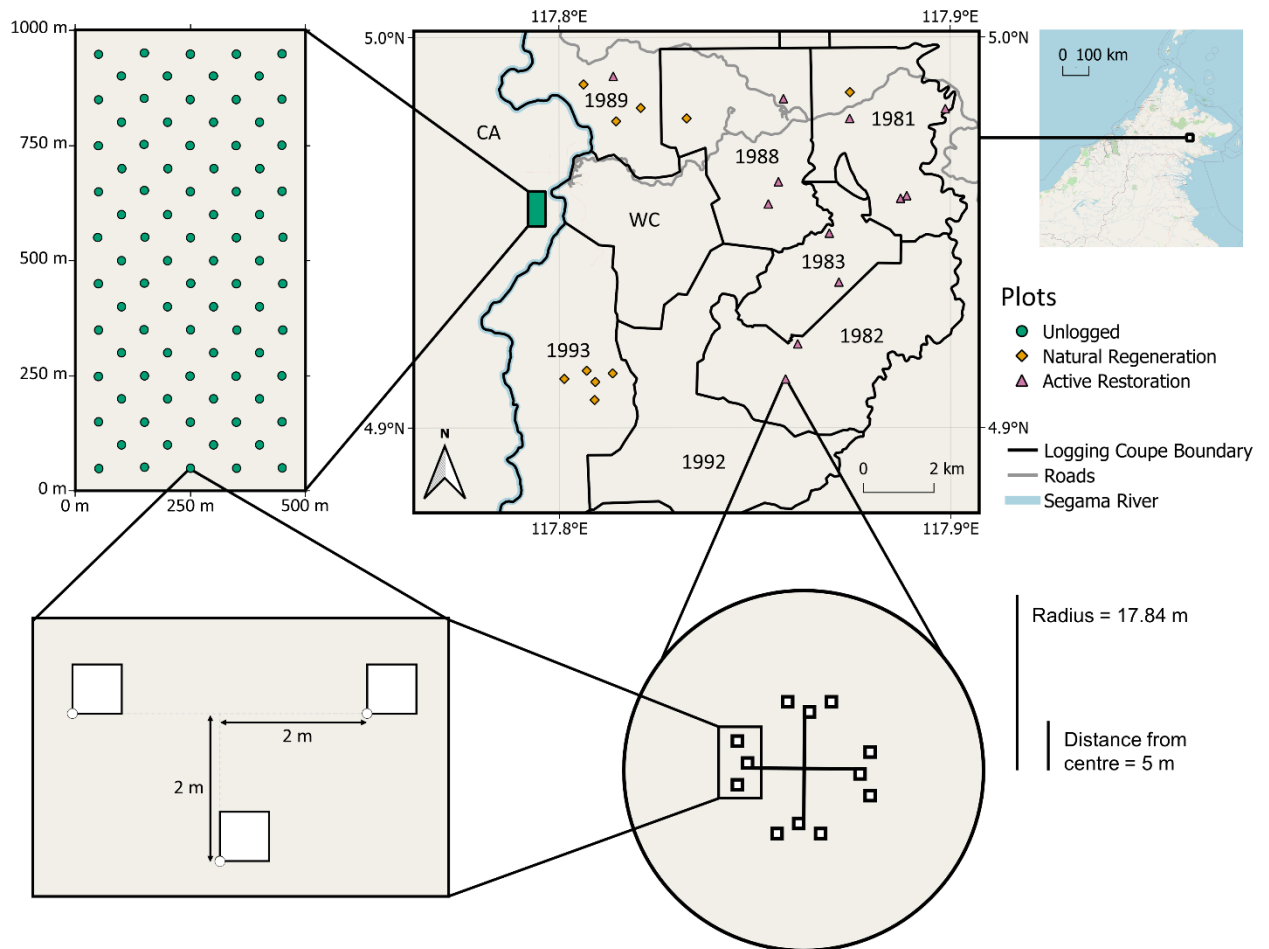 1000 m
750 m
500 m
250 m
0 m
0 m
250 m
500 m
117.8°E
117.9°E
5.0°N
5.0°N
4.9°N
4.9°N
117.8°E
117.9°E
CA
1989
1988
1981
WC
1983
1982
1993
1992
N
0
2 km
0 100 km
Plots
Unlogged
Natural Regeneration
Active Restoration
Logging Coupe Boundary
Roads
Segama River
2 m
2 m
Radius = 17.84 m
Distance from
centre = 5 m